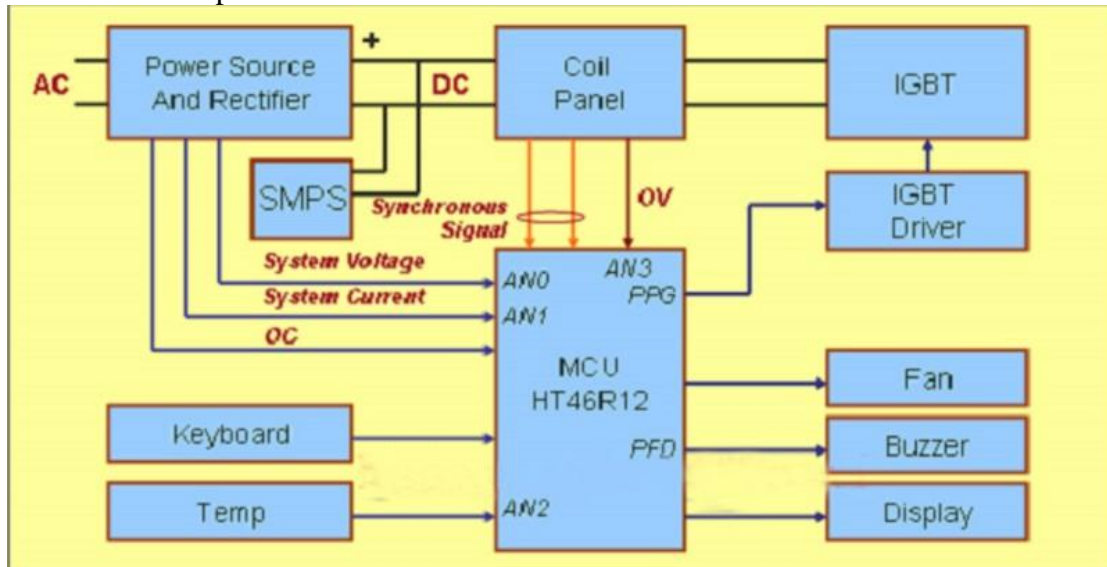 AC
Power Source
And Rectifier
+
DC
Coil
Panel
IGBT
SMPS
Synchronous
Signal
OV
IGBT
Driver
System Voltage
AN0
AN3
PPG
System Current
AN1
OC
MCU
HT46R12
Fan
Keyboard
PFD
Buzzer
Temp
AN2
Display